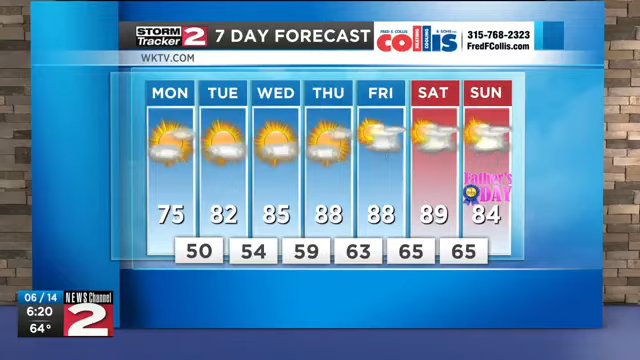 STORM
Tracker 2
7 DAY FORECAST
FRED F. COLLIS & SONS INC.
COLLIS
HEATING
COOLING
315-768-2323
FredFCollis.com
WKTV.COM
MON TUE WED THU FRI SAT SUN
Father's
DAY
75 82 85 88 88 89 84
50 54 59 63 65 65
06 / 14
6:20
64°
NEWS Channel
2